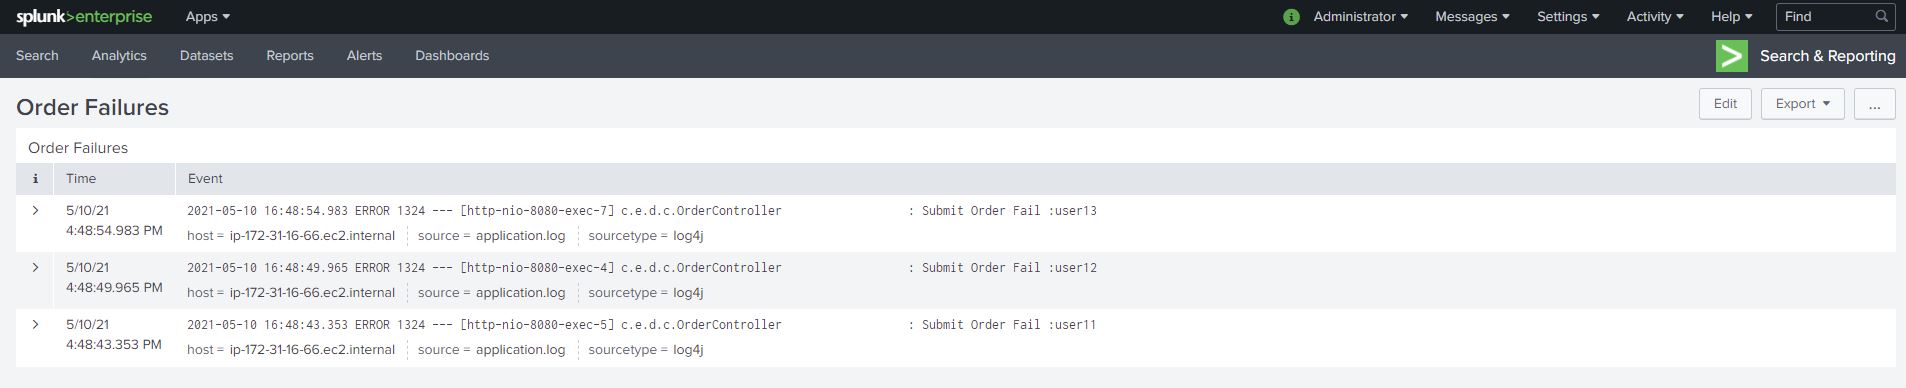 splunk>enterprise Apps Administrator Messages Settings Activity Help Find
Search Analytics Datasets Reports Alerts Dashboards Search & Reporting
Order Failures Edit Export ...
Order Failures
i Time Event
5/10/21 2021-05-10 16:48:54.983 ERROR 1324 --- [http-nio-8080-exec-7] c.e.d.c.OrderController : Submit Order Fail :user13
4:48:54.983 PM host = ip-172-31-16-66.ec2.internal source = application.log sourcetype = log4j
5/10/21 2021-05-10 16:48:49.965 ERROR 1324 --- [http-nio-8080-exec-4] c.e.d.c.OrderController : Submit Order Fail :user12
4:48:49.965 PM host = ip-172-31-16-66.ec2.internal source = application.log sourcetype = log4j
5/10/21 2021-05-10 16:48:43.353 ERROR 1324 --- [http-nio-8080-exec-5] c.e.d.c.OrderController : Submit Order Fail :user11
4:48:43.353 PM host = ip-172-31-16-66.ec2.internal source = application.log sourcetype = log4j